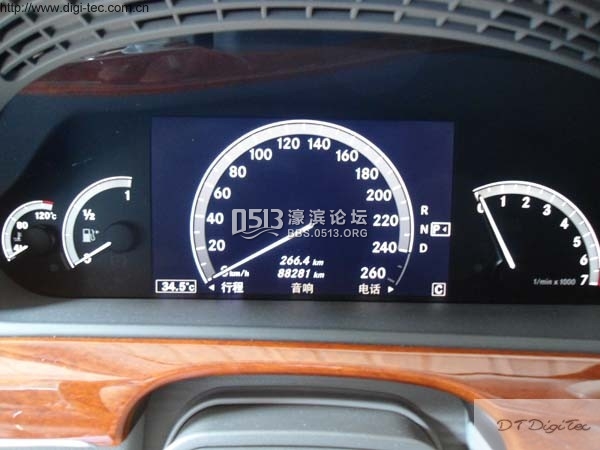 http://www.digi-tec.com.cn
120 140
100 160
80 180
60 200
40 220
20 240
0 km/h 260
266.4 km
88281 km
34.5°C
行程 音响 电话
R
N P
D
C
1
1/2
120°C
80
0 1 2 3 4 5 6 7
1/min x 1000
0513 濠滨论坛
BBS.0513.ORG
DT DigiTec